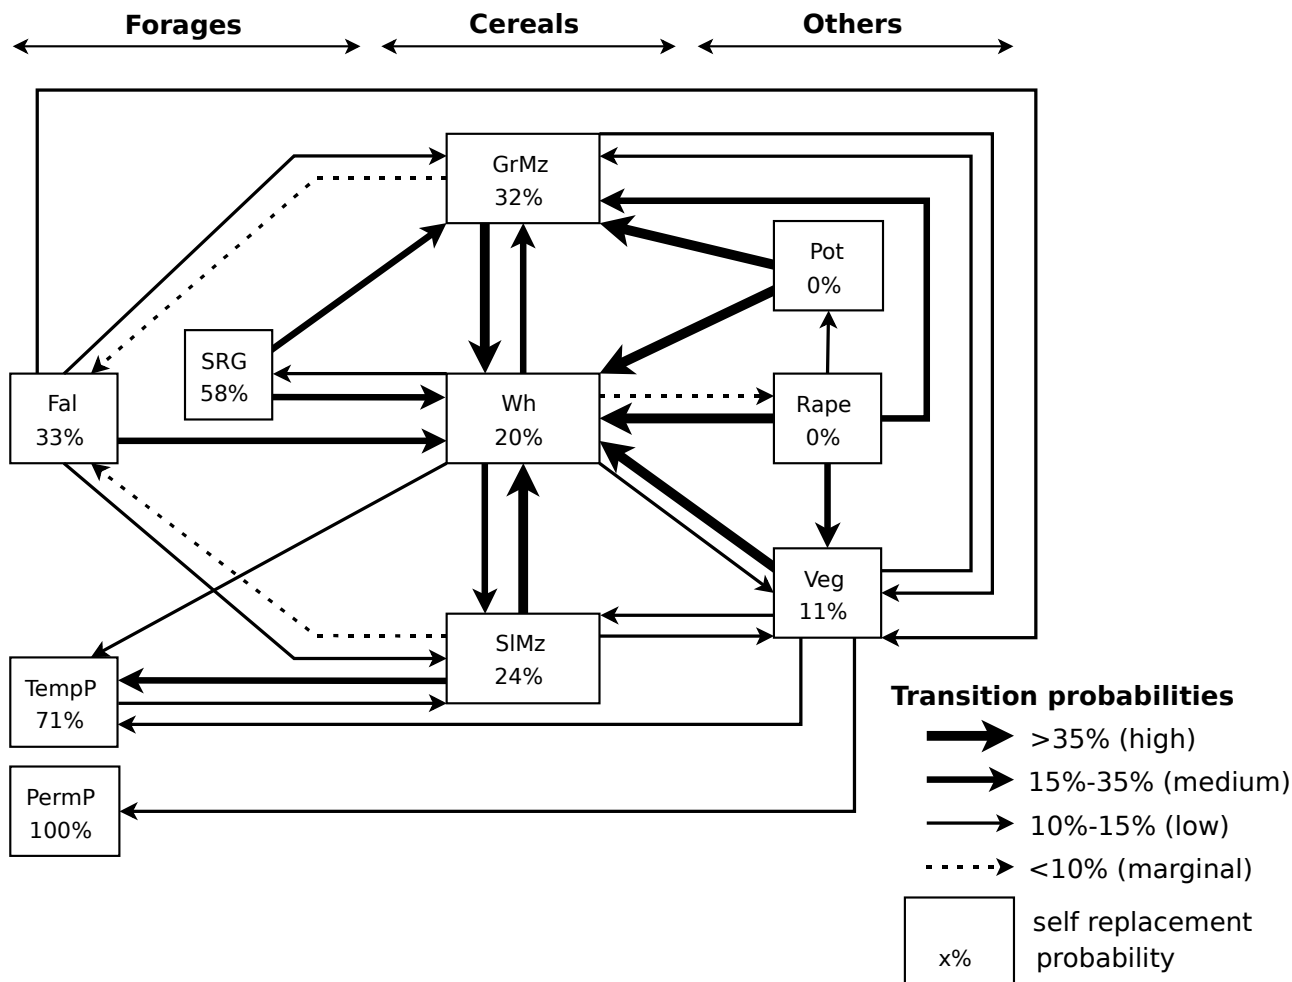 Forages
Cereals
Others
GrMz
32%
Pot
0%
SRG
58%
Fal
33%
Wh
20%
Rape
0%
Veg
11%
SlMz
24%
TempP
71%
PermP
100%
Transition probabilities
>35% (high)
15%-35% (medium)
10%-15% (low)
<10% (marginal)
self replacement
probability
x%